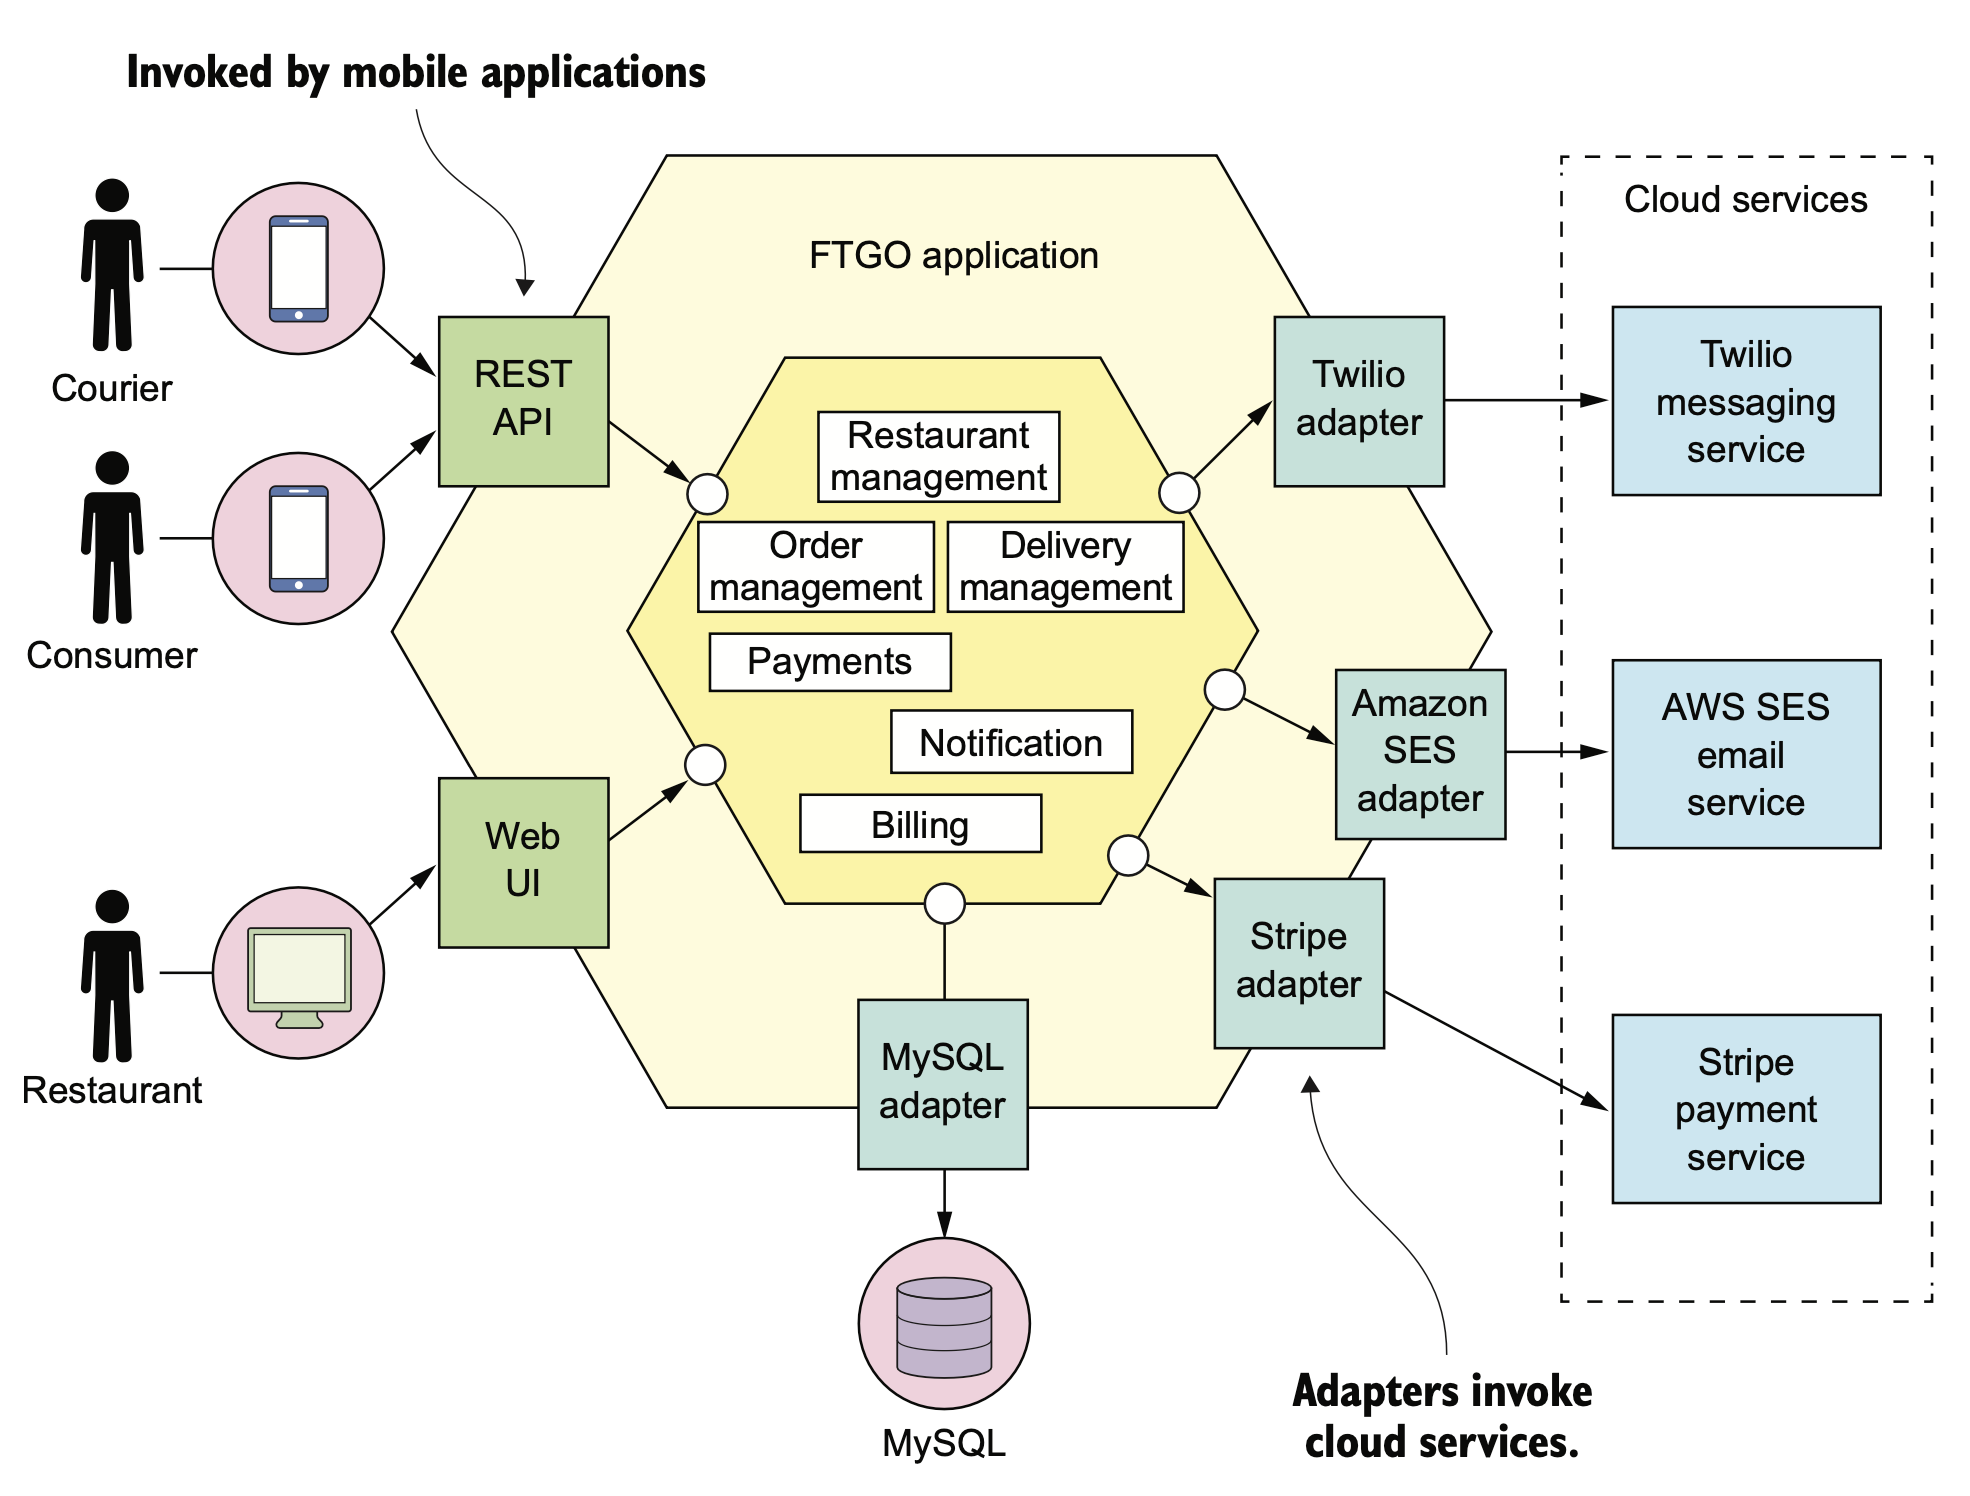 Invoked by mobile applications
Cloud services
FTGO application
Courier
REST
API
Twilio
adapter
Twilio
messaging
service
Restaurant
management
Order
management
Delivery
management
Consumer
Payments
Notification
Billing
Amazon
SES
adapter
AWS SES
email
service
Web
UI
Stripe
adapter
Restaurant
MySQL
adapter
Stripe
payment
service
MySQL
Adapters invoke
cloud services.